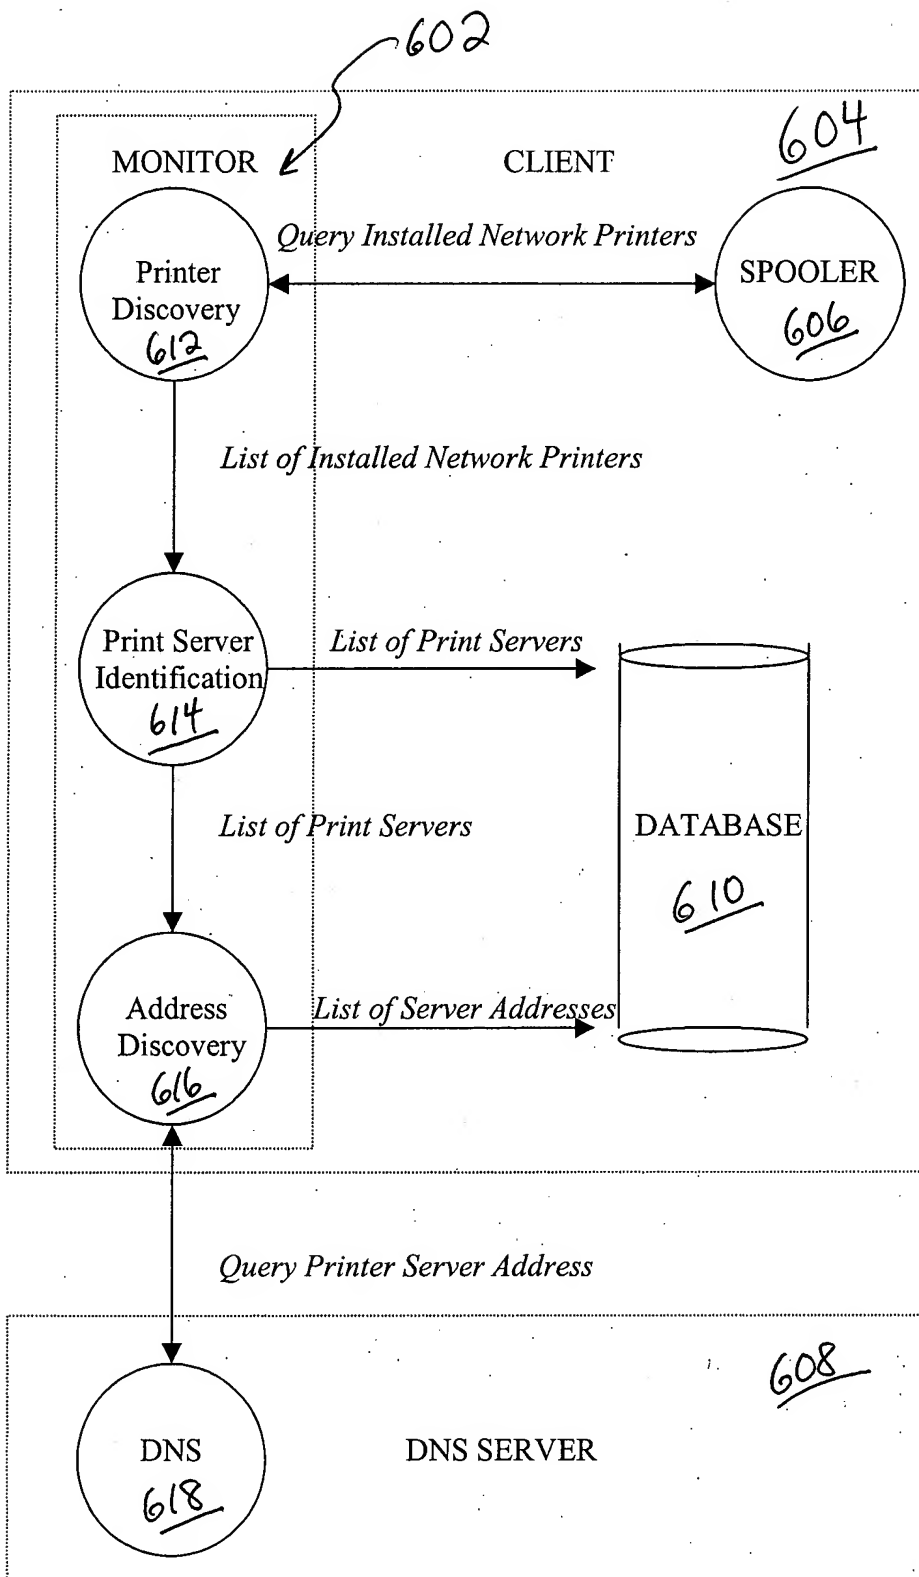 602
MONITOR
CLIENT
604
Query Installed Network Printers
Printer
Discovery
612
SPOOLER
606
List of Installed Network Printers
Print Server
Identification
614
List of Print Servers
List of Print Servers
DATABASE
610
Address
Discovery
616
List of Server Addresses
Query Printer Server Address
608
DNS
618
DNS SERVER